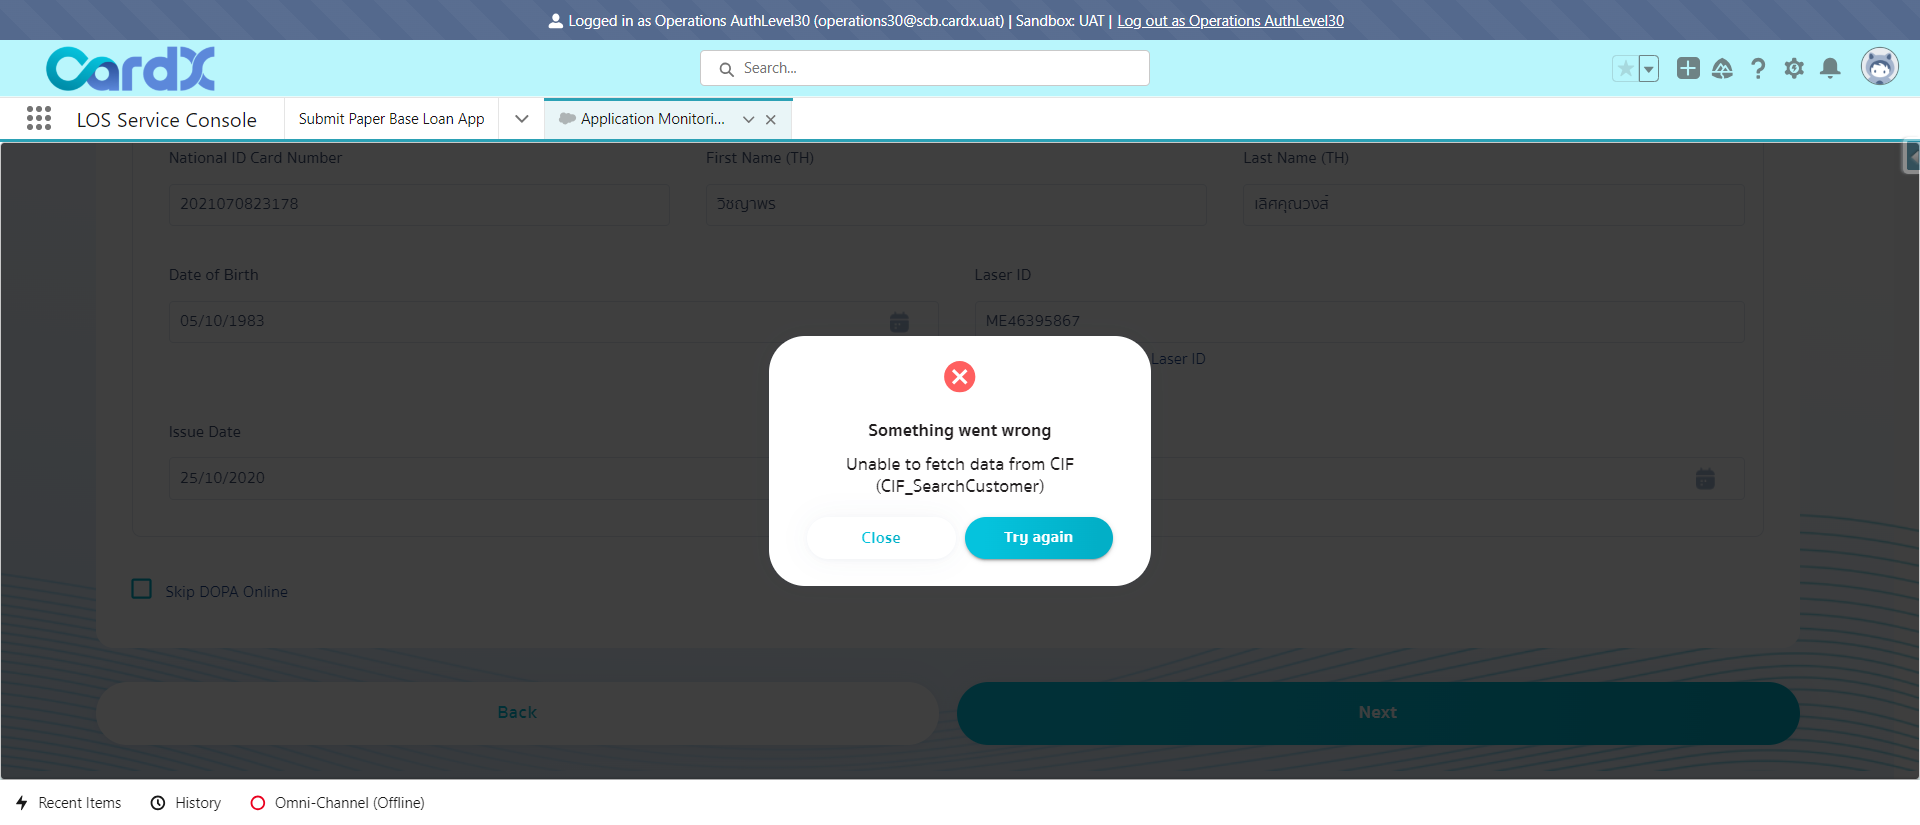 Logged in as Operations AuthLevel30 (operations30@scb.cardx.uat) | Sandbox: UAT | Log out as Operations AuthLevel30
CardX
Search...
LOS Service Console
Submit Paper Base Loan App
Application Monitori...
National ID Card Number
First Name (TH)
Last Name (TH)
2021070823178
วิชญาพร
เลิศคุณวงส์
Date of Birth
Laser ID
05/10/1983
ME46395867
Laser ID
Issue Date
25/10/2020
Something went wrong
Unable to fetch data from CIF
(CIF_SearchCustomer)
Close
Try again
Skip DOPA Online
Back
Next
Recent Items
History
Omni-Channel (Offline)